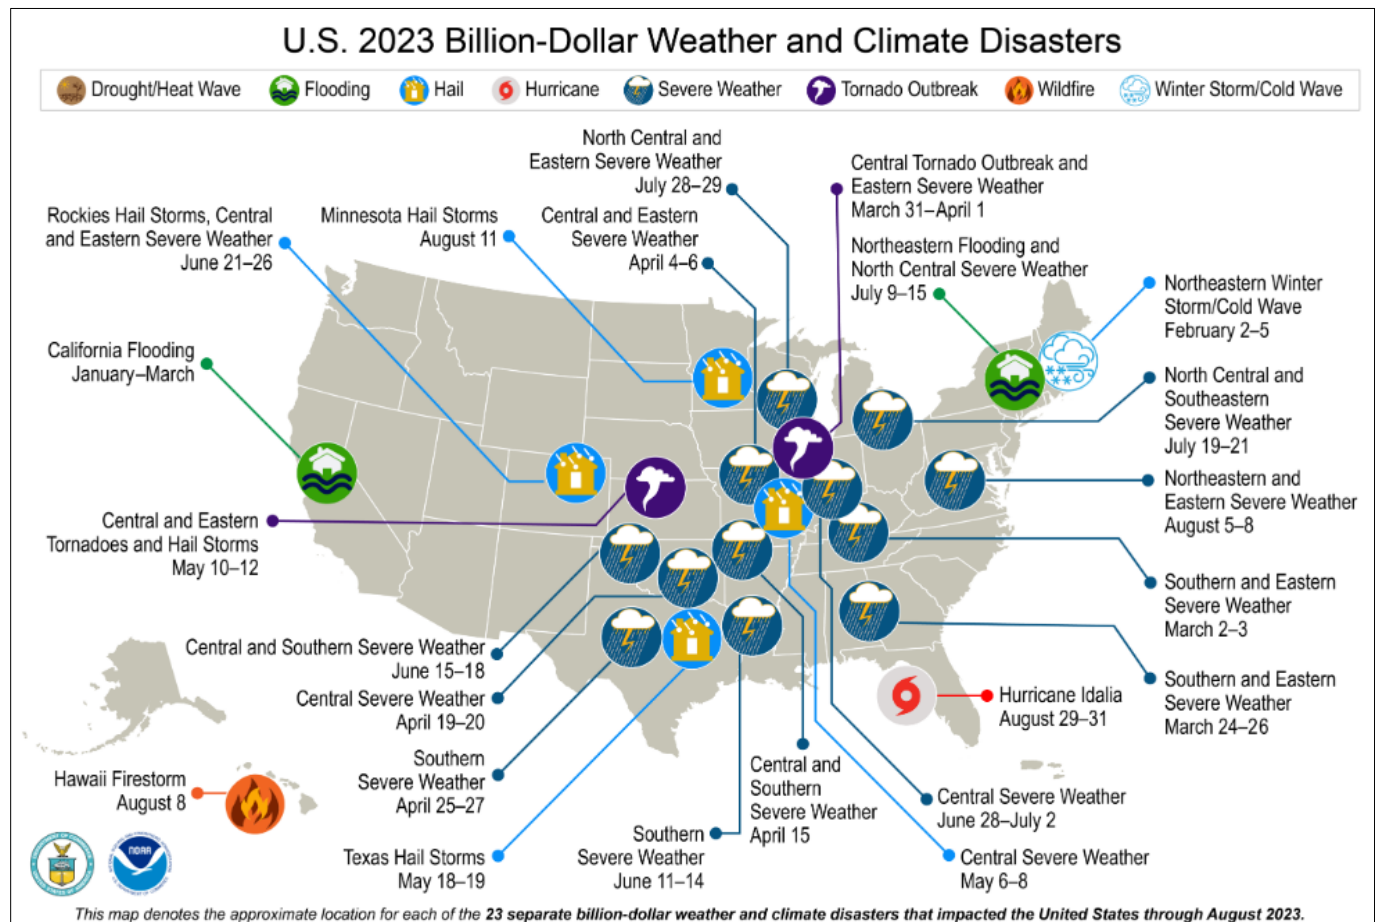 U.S. 2023 Billion-Dollar Weather and Climate Disasters
Drought/Heat Wave
Flooding
Hail
Hurricane
Severe Weather
Tornado Outbreak
Wildfire
Winter Storm/Cold Wave
North Central and
Eastern Severe Weather
July 28–29
Central Tornado Outbreak and
Eastern Severe Weather
March 31–April 1
Rockies Hail Storms, Central
and Eastern Severe Weather
June 21–26
Minnesota Hail Storms
August 11
Central and Eastern
Severe Weather
April 4–6
Northeastern Flooding and
North Central Severe Weather
July 9–15
Northeastern Winter
Storm/Cold Wave
February 2–5
California Flooding
January–March
North Central and
Southeastern
Severe Weather
July 19–21
Northeastern and
Eastern Severe Weather
August 5–8
Central and Eastern
Tornadoes and Hail Storms
May 10–12
Southern and Eastern
Severe Weather
March 2–3
Central and Southern Severe Weather
June 15–18
Southern and Eastern
Severe Weather
March 24–26
Central Severe Weather
April 19–20
Hurricane Idalia
August 29–31
Southern
Severe Weather
April 25–27
Central and
Southern
Severe Weather
April 15
Hawaii Firestorm
August 8
Central Severe Weather
June 28–July 2
Southern
Severe Weather
June 11–14
Texas Hail Storms
May 18–19
Central Severe Weather
May 6–8
NOAA
This map denotes the approximate location for each of the 23 separate billion-dollar weather and climate disasters that impacted the United States through August 2023.